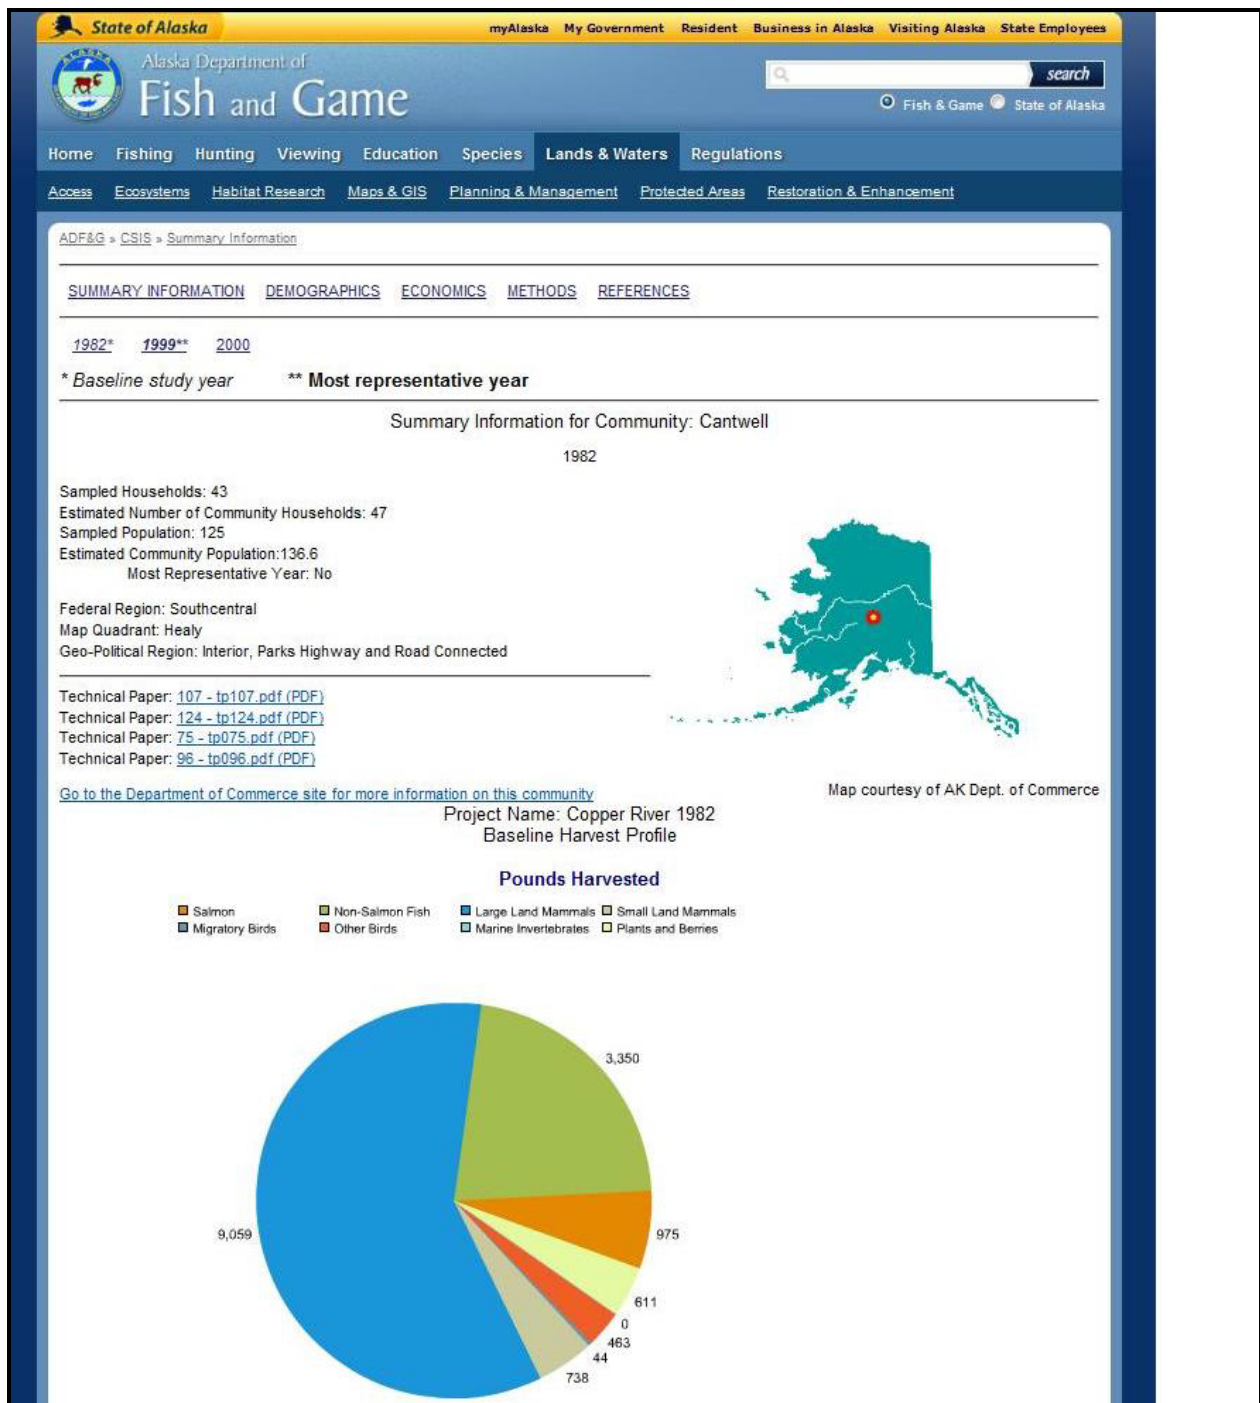 State of Alaska
myAlaska My Government Resident Business in Alaska Visiting Alaska State Employees
Alaska Department of
Fish and Game
search
Fish & Game State of Alaska
Home Fishing Hunting Viewing Education Species Lands & Waters Regulations
Access Ecosystems Habitat Research Maps & GIS Planning & Management Protected Areas Restoration & Enhancement
ADF&G » CSIS » Summary Information
SUMMARY INFORMATION DEMOGRAPHICS ECONOMICS METHODS REFERENCES
1982* 1999** 2000
* Baseline study year ** Most representative year
Summary Information for Community: Cantwell
1982
Sampled Households: 43
Estimated Number of Community Households: 47
Sampled Population: 125
Estimated Community Population:136.6
Most Representative Year: No
Federal Region: Southcentral
Map Quadrant: Healy
Geo-Political Region: Interior, Parks Highway and Road Connected
Technical Paper: 107 - tp107.pdf (PDF)
Technical Paper: 124 - tp124.pdf (PDF)
Technical Paper: 75 - tp075.pdf (PDF)
Technical Paper: 96 - tp096.pdf (PDF)
Go to the Department of Commerce site for more information on this community
Map courtesy of AK Dept. of Commerce
Project Name: Copper River 1982
Baseline Harvest Profile
Pounds Harvested
Salmon Non-Salmon Fish Large Land Mammals Small Land Mammals
Migratory Birds Other Birds Marine Invertebrates Plants and Berries
3,350
9,059
975
611
0
463
44
738